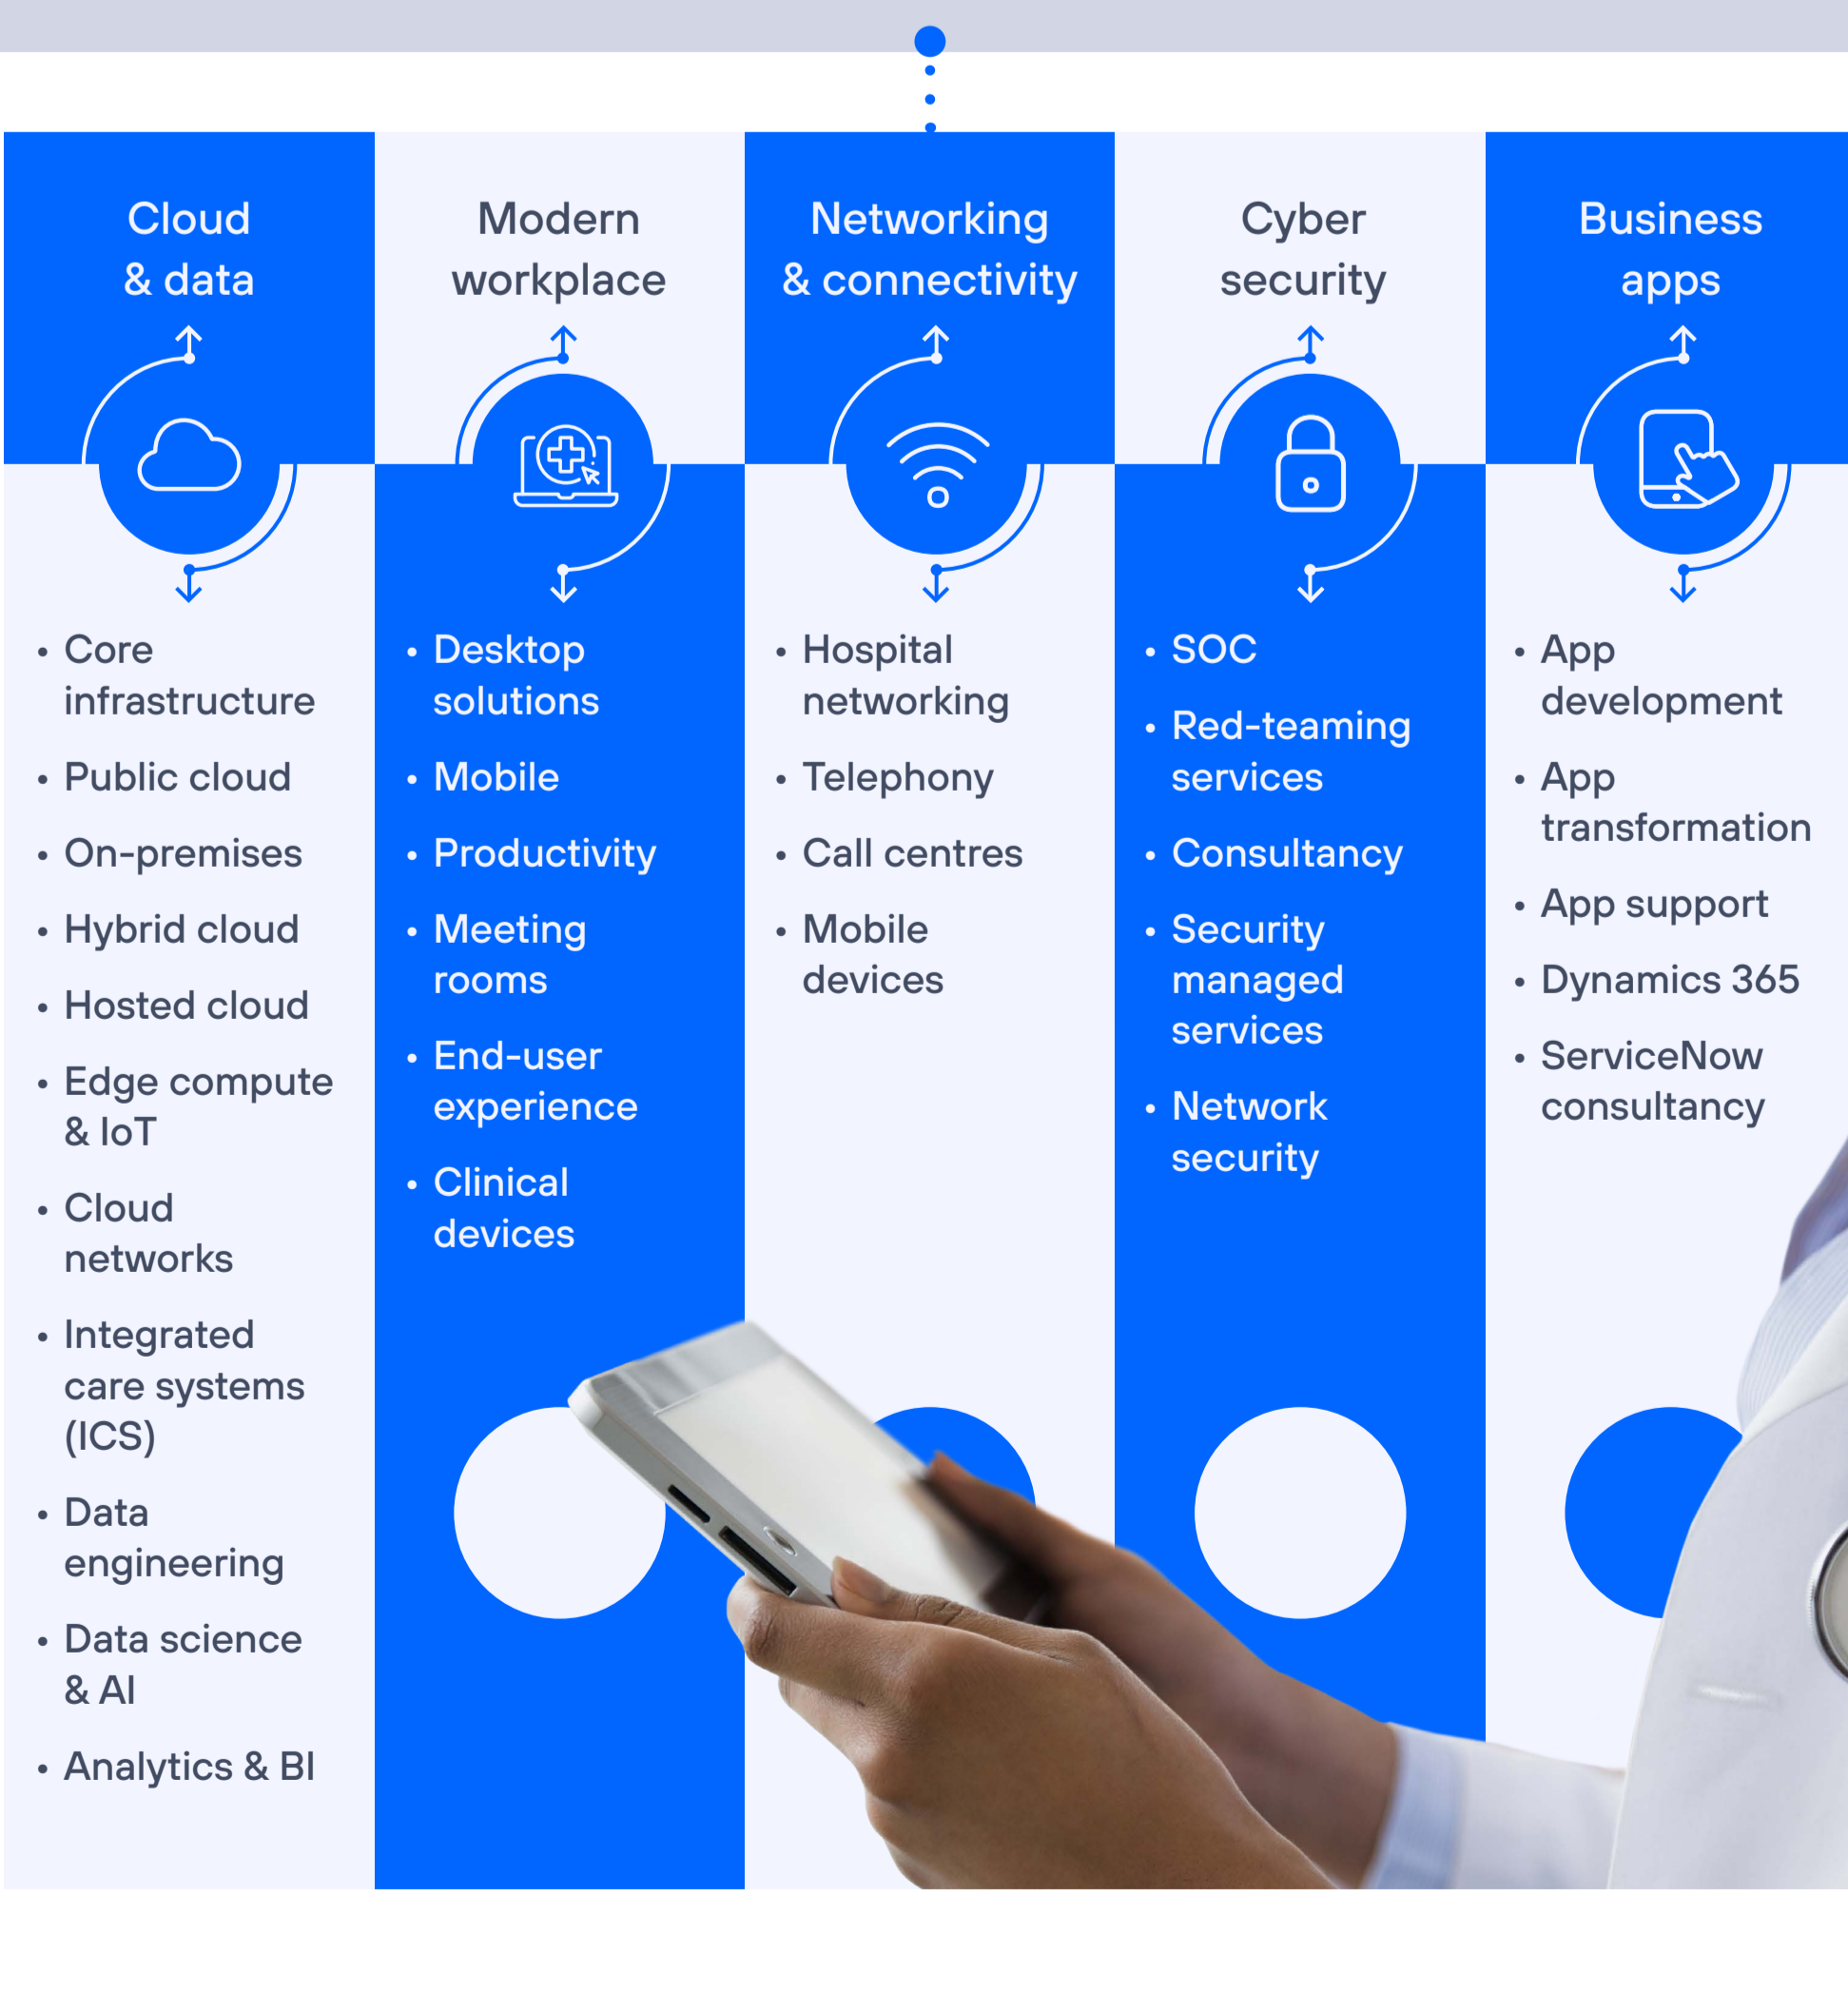 Cloud
& data
Modern
workplace
Networking
& connectivity
Cyber
security
Business
apps
• Core
infrastructure
• Public cloud
• On-premises
• Hybrid cloud
• Hosted cloud
• Edge compute
& IoT
• Cloud
networks
• Integrated
care systems
(ICS)
• Data
engineering
• Data science
& AI
• Analytics & BI
• Desktop
solutions
• Mobile
• Productivity
• Meeting
rooms
• End-user
experience
• Clinical
devices
• Hospital
networking
• Telephony
• Call centres
• Mobile
devices
• SOC
• Red-teaming
services
• Consultancy
• Security
managed
services
• Network
security
• App
development
• App
transformation
• App support
• Dynamics 365
• ServiceNow
consultancy